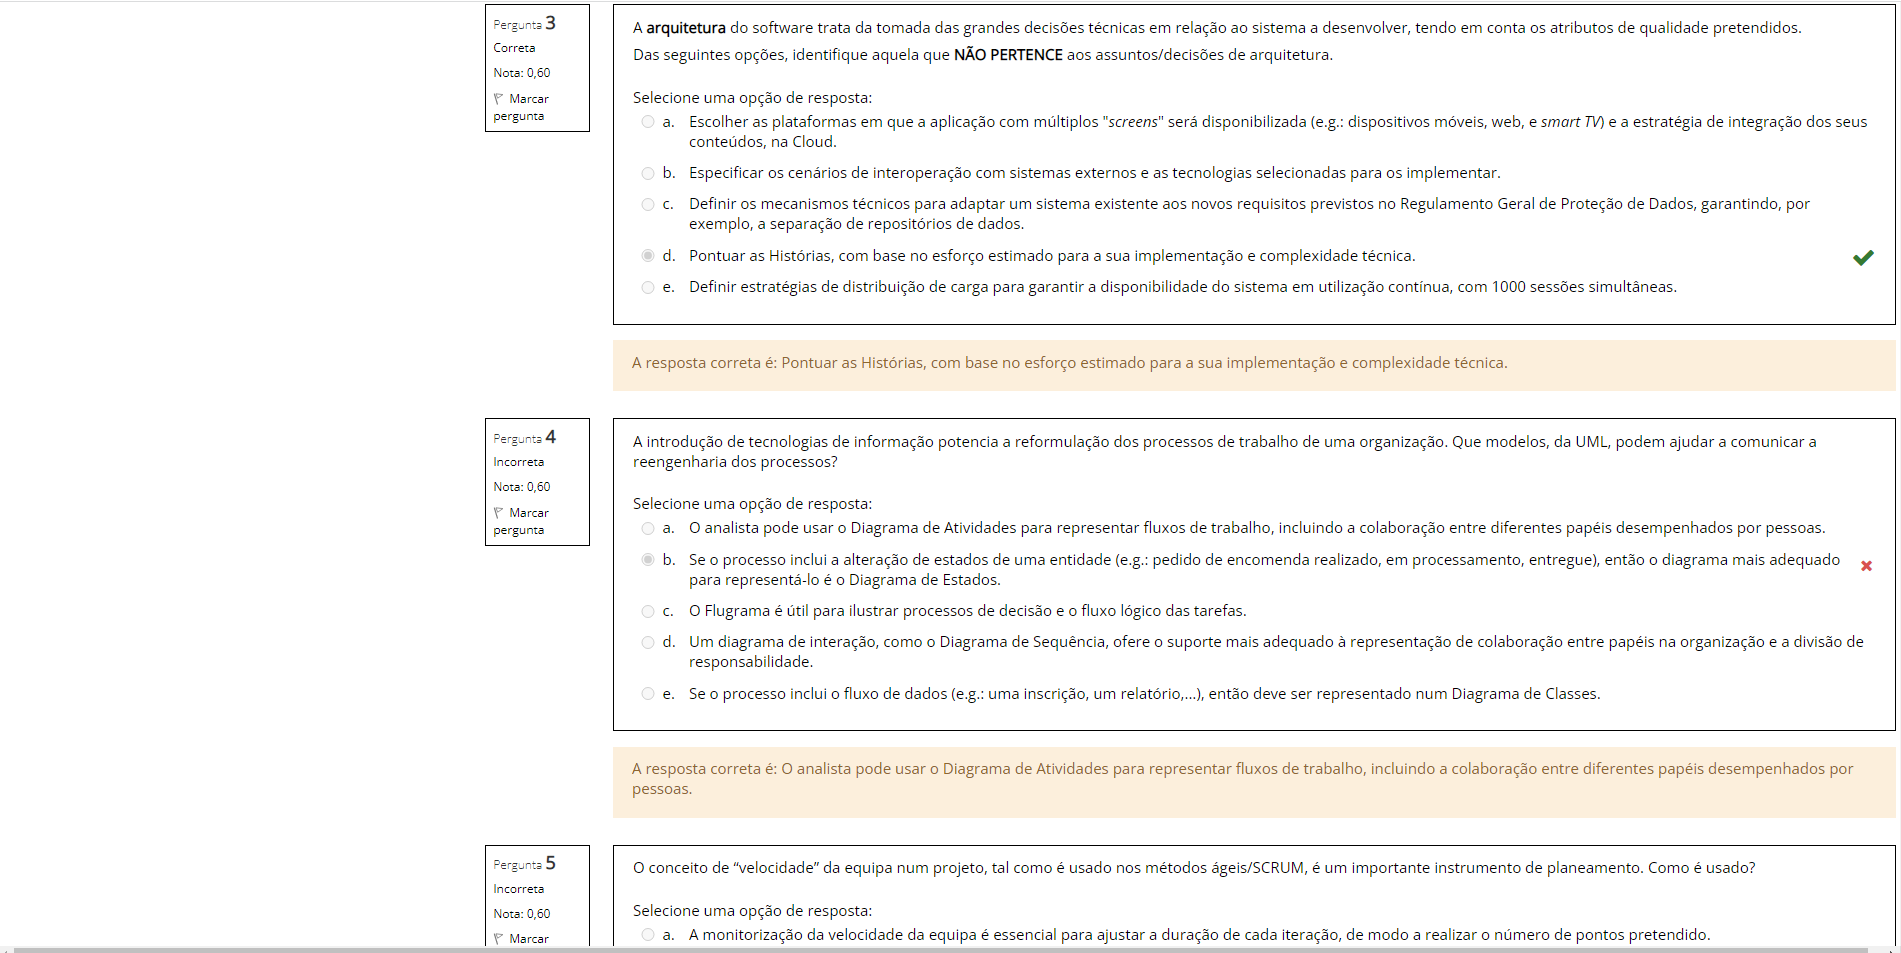 Pergunta 3
Correta
Nota: 0,60
Marcar
pergunta
A arquitetura do software trata da tomada das grandes decisões técnicas em relação ao sistema a desenvolver, tendo em conta os atributos de qualidade pretendidos.
Das seguintes opções, identifique aquela que NÃO PERTENCE aos assuntos/decisões de arquitetura.
Selecione uma opção de resposta:
a. Escolher as plataformas em que a aplicação com múltiplos "screens" será disponibilizada (e.g.: dispositivos móveis, web, e smart TV) e a estratégia de integração dos seus
conteúdos, na Cloud.
b. Especificar os cenários de interoperação com sistemas externos e as tecnologias selecionadas para os implementar.
c. Definir os mecanismos técnicos para adaptar um sistema existente aos novos requisitos previstos no Regulamento Geral de Proteção de Dados, garantindo, por
exemplo, a separação de repositórios de dados.
d. Pontuar as Histórias, com base no esforço estimado para a sua implementação e complexidade técnica.
e. Definir estratégias de distribuição de carga para garantir a disponibilidade do sistema em utilização contínua, com 1000 sessões simultâneas.
A resposta correta é: Pontuar as Histórias, com base no esforço estimado para a sua implementação e complexidade técnica.
Pergunta 4
Incorreta
Nota: 0,60
Marcar
pergunta
A introdução de tecnologias de informação potencia a reformulação dos processos de trabalho de uma organização. Que modelos, da UML, podem ajudar a comunicar a
reengenharia dos processos?
Selecione uma opção de resposta:
a. O analista pode usar o Diagrama de Atividades para representar fluxos de trabalho, incluindo a colaboração entre diferentes papéis desempenhados por pessoas.
b. Se o processo inclui a alteração de estados de uma entidade (e.g.: pedido de encomenda realizado, em processamento, entregue), então o diagrama mais adequado
para representá-lo é o Diagrama de Estados.
c. O Flugrama é útil para ilustrar processos de decisão e o fluxo lógico das tarefas.
d. Um diagrama de interação, como o Diagrama de Sequência, ofere o suporte mais adequado à representação de colaboração entre papéis na organização e a divisão de
responsabilidade.
e. Se o processo inclui o fluxo de dados (e.g.: uma inscrição, um relatório,...), então deve ser representado num Diagrama de Classes.
A resposta correta é: O analista pode usar o Diagrama de Atividades para representar fluxos de trabalho, incluindo a colaboração entre diferentes papéis desempenhados por
pessoas.
Pergunta 5
Incorreta
Nota: 0,60
Marcar
O conceito de “velocidade” da equipa num projeto, tal como é usado nos métodos ágeis/SCRUM, é um importante instrumento de planeamento. Como é usado?
Selecione uma opção de resposta:
a. A monitorização da velocidade da equipa é essencial para ajustar a duração de cada iteração, de modo a realizar o número de pontos pretendido.